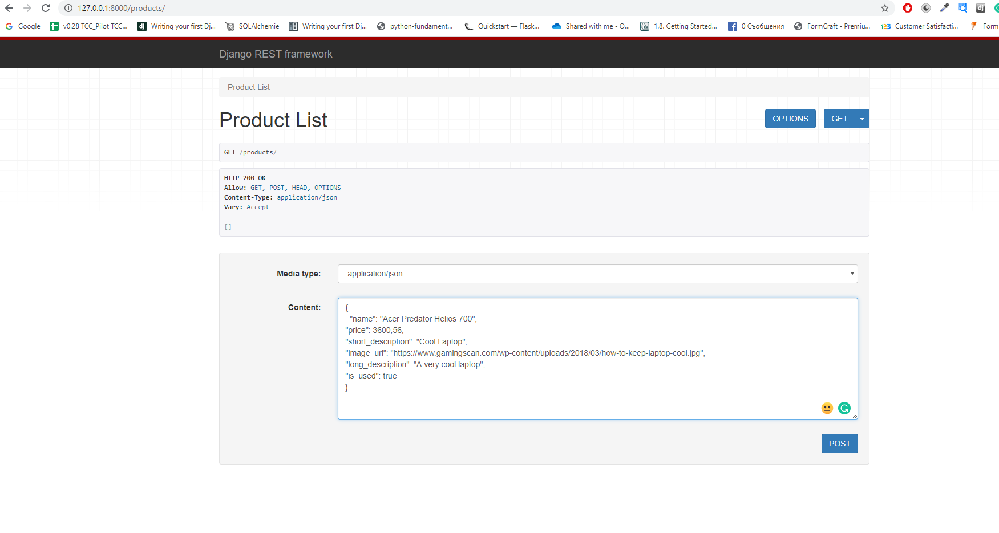 127.0.0.1:8000/products/
Google v0.28 TCC_Pilot TCC... Writing your first Dj... SQLAlchemie Writing your first Dj... python-fundament... Quickstart — Flask... Shared with me - O... 1.8. Getting Started... 0 Съобщения FormCraft - Premiu... 123 Customer Satisfacti... Form
Django REST framework
Product List
Product List
OPTIONS GET
GET /products/
HTTP 200 OK
Allow: GET, POST, HEAD, OPTIONS
Content-Type: application/json
Vary: Accept
[]
Media type: application/json
Content:
{
"name": "Acer Predator Helios 700",
"price": 3600,56,
"short_description": "Cool Laptop",
"image_url": "https://www.gamingscan.com/wp-content/uploads/2018/03/how-to-keep-laptop-cool.jpg",
"long_description": "A very cool laptop",
"is_used": true
}
POST